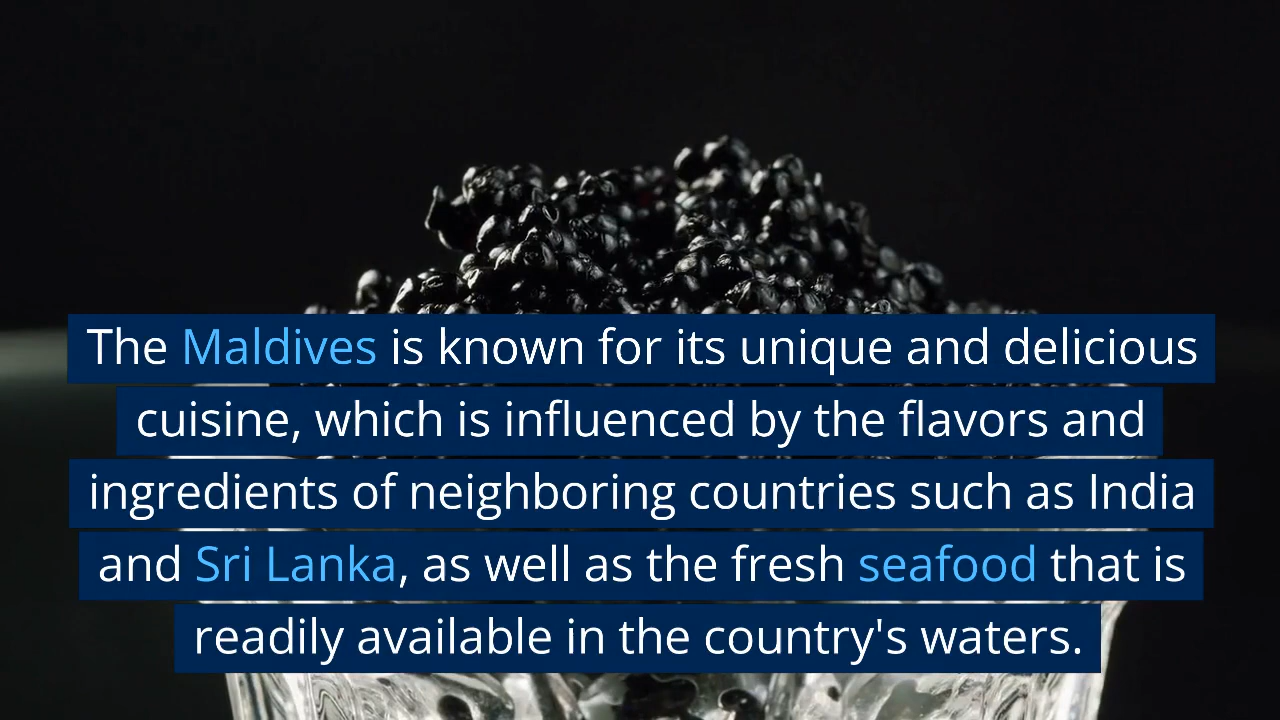 The Maldives is known for its unique and delicious
cuisine, which is influenced by the flavors and
ingredients of neighboring countries such as India
and Sri Lanka, as well as the fresh seafood that is
readily available in the country's waters.